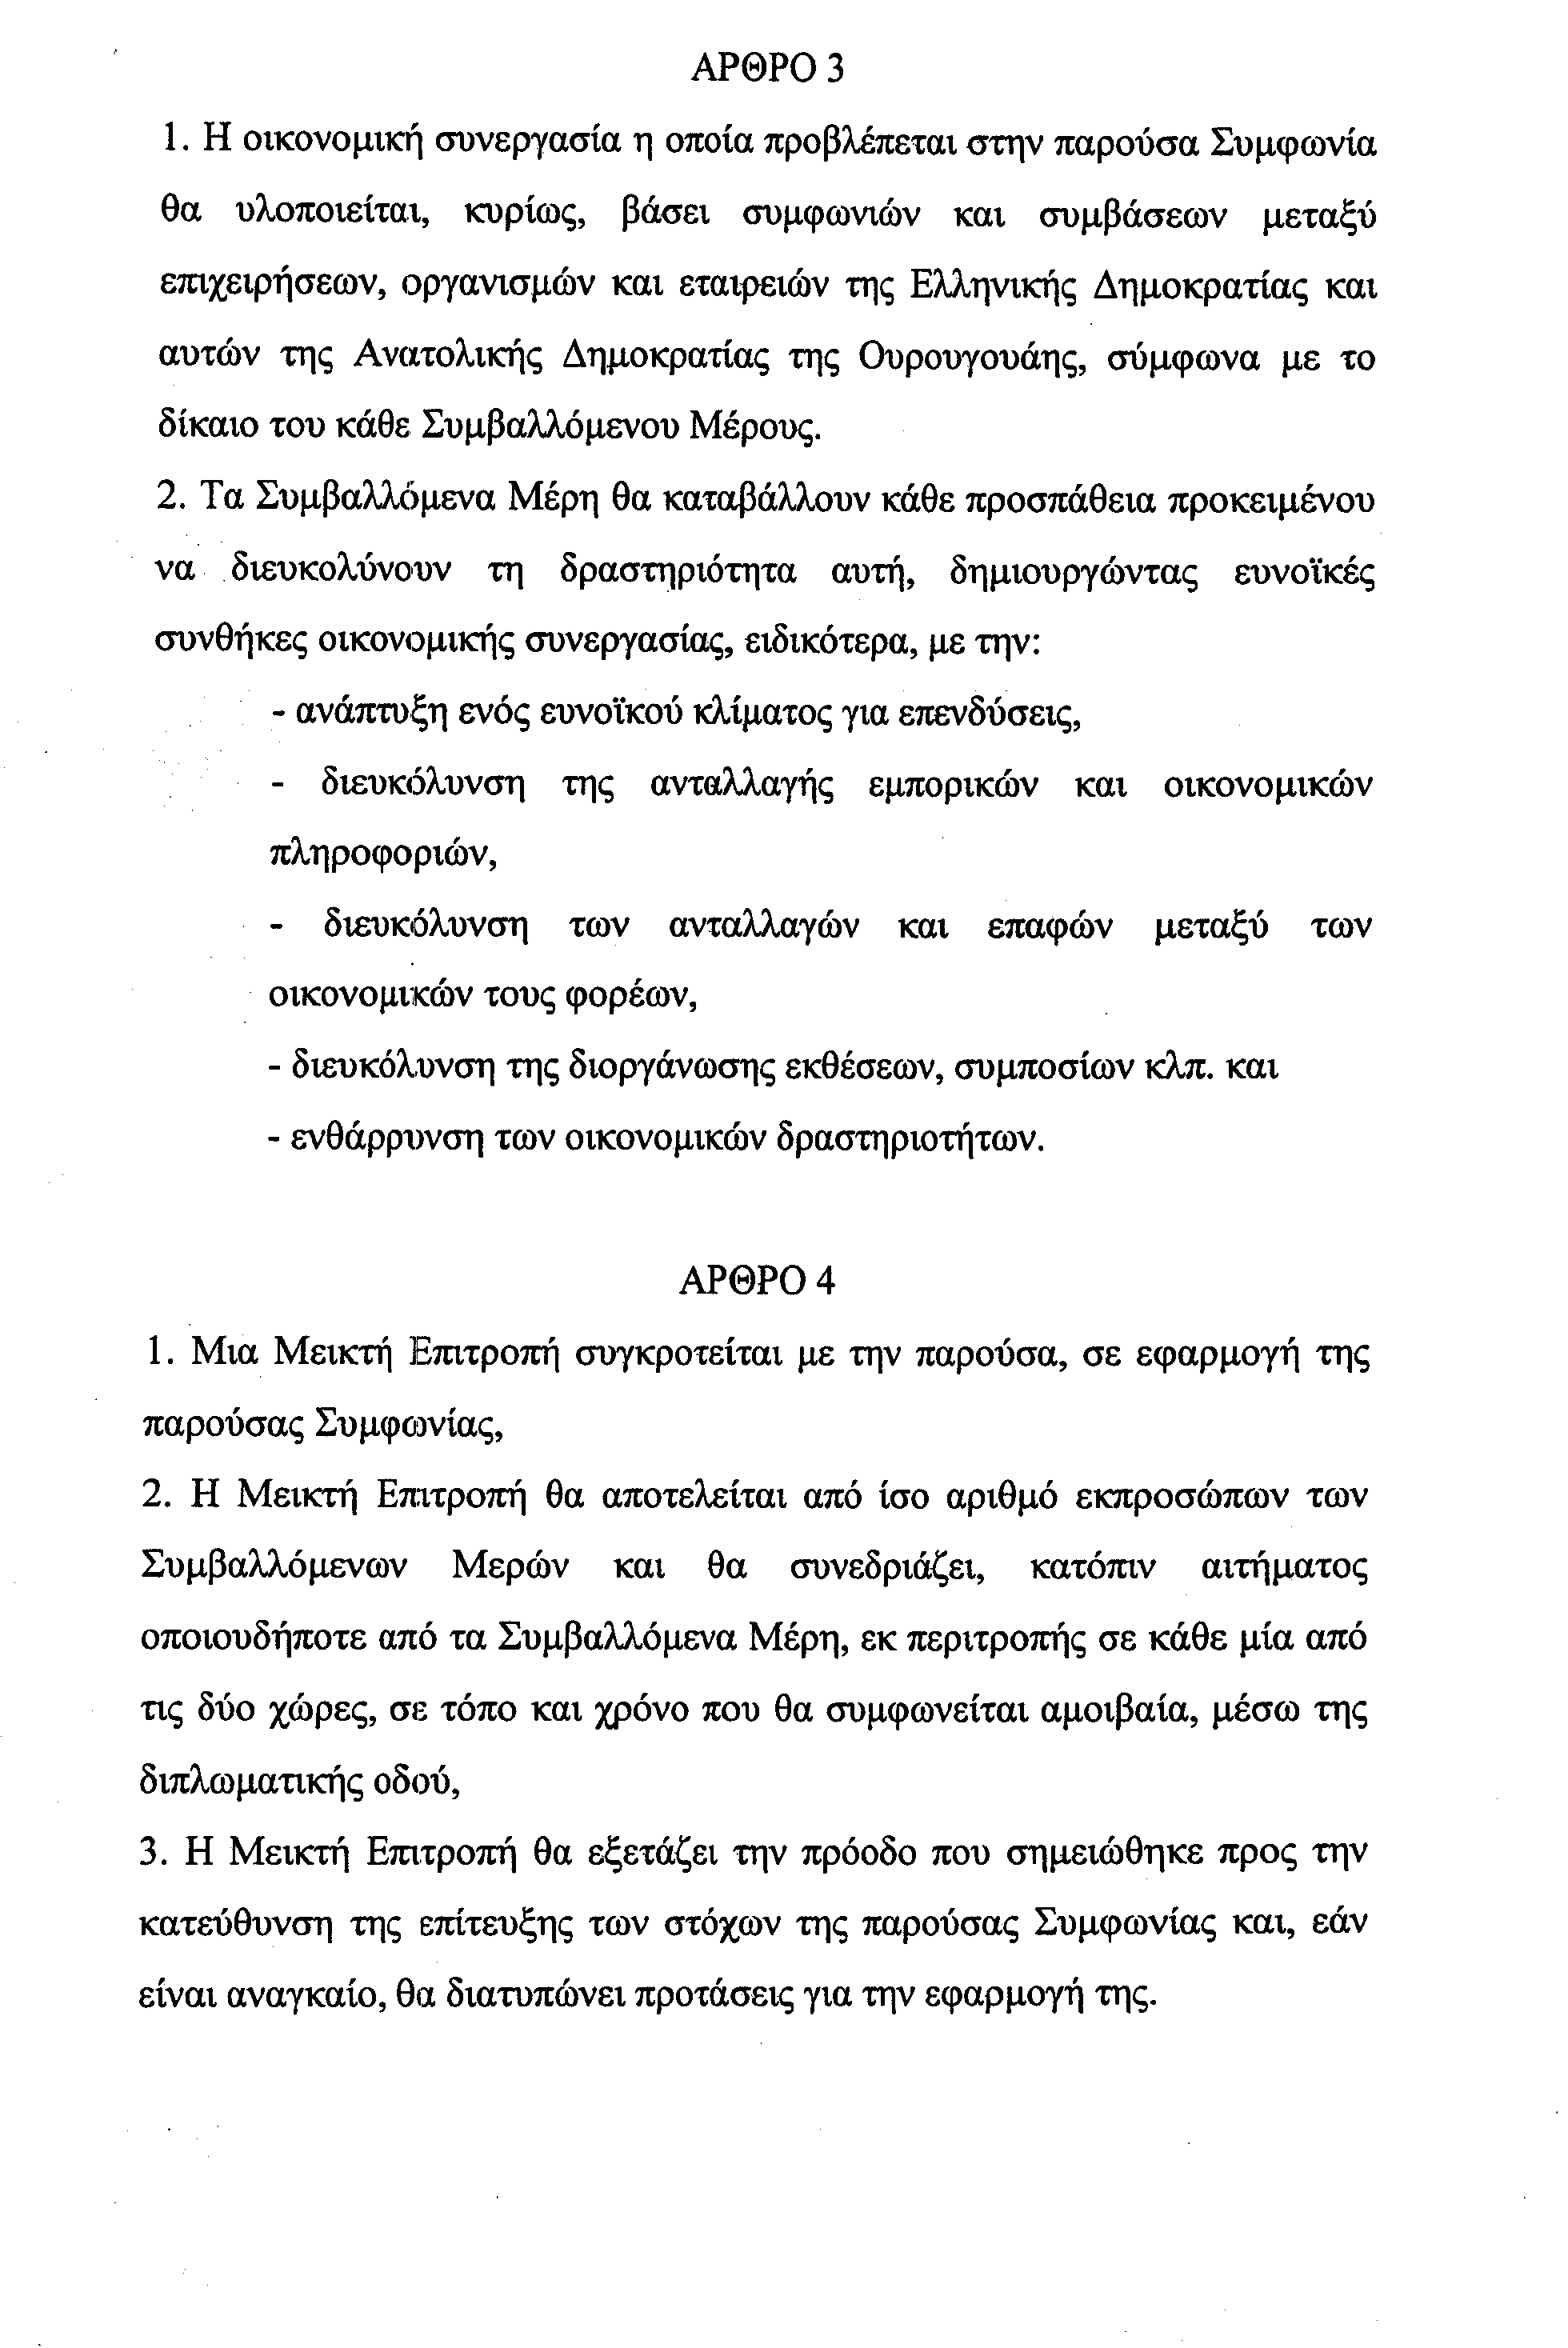 ΑΡΘΡΟ 3
1. Η οικονομική συνεργασία η οποία προβλέπεται στην παρούσα Συμφωνία
θα υλοποιείται, κυρίως, βάσει συμφωνιών και συμβάσεων μεταξύ
επιχειρήσεων, οργανισμών και εταιρειών της Ελληνικής Δημοκρατίας και
αυτών της Ανατολικής Δημοκρατίας της Ουρουγουάης, σύμφωνα με το
δίκαιο του κάθε Συμβαλλόμενου Μέρους.
2. Τα Συμβαλλόμενα Μέρη θα καταβάλλουν κάθε προσπάθεια προκειμένου
να διευκολύνουν τη δραστηριότητα αυτή, δημιουργώντας ευνοϊκές
συνθήκες οικονομικής συνεργασίας, ειδικότερα, με την:
- ανάπτυξη ενός ευνοϊκού κλίματος για επενδύσεις,
- διευκόλυνση της ανταλλαγής εμπορικών και οικονομικών
πληροφοριών,
- διευκόλυνση των ανταλλαγών και επαφών μεταξύ των
οικονομικών τους φορέων,
- διευκόλυνση της διοργάνωσης εκθέσεων, συμποσίων κλπ. και
- ενθάρρυνση των οικονομικών δραστηριοτήτων.
ΑΡΘΡΟ 4
1. Μια Μεικτή Επιτροπή συγκροτείται με την παρούσα, σε εφαρμογή της
παρούσας Συμφωνίας,
2. Η Μεικτή Επιτροπή θα αποτελείται από ίσο αριθμό εκπροσώπων των
Συμβαλλόμενων Μερών και θα συνεδριάζει, κατόπιν αιτήματος
οποιουδήποτε από τα Συμβαλλόμενα Μέρη, εκ περιτροπής σε κάθε μία από
τις δύο χώρες, σε τόπο και χρόνο που θα συμφωνείται αμοιβαία, μέσω της
διπλωματικής οδού,
3. Η Μεικτή Επιτροπή θα εξετάζει την πρόοδο που σημειώθηκε προς την
κατεύθυνση της επίτευξης των στόχων της παρούσας Συμφωνίας και, εάν
είναι αναγκαίο, θα διατυπώνει προτάσεις για την εφαρμογή της.